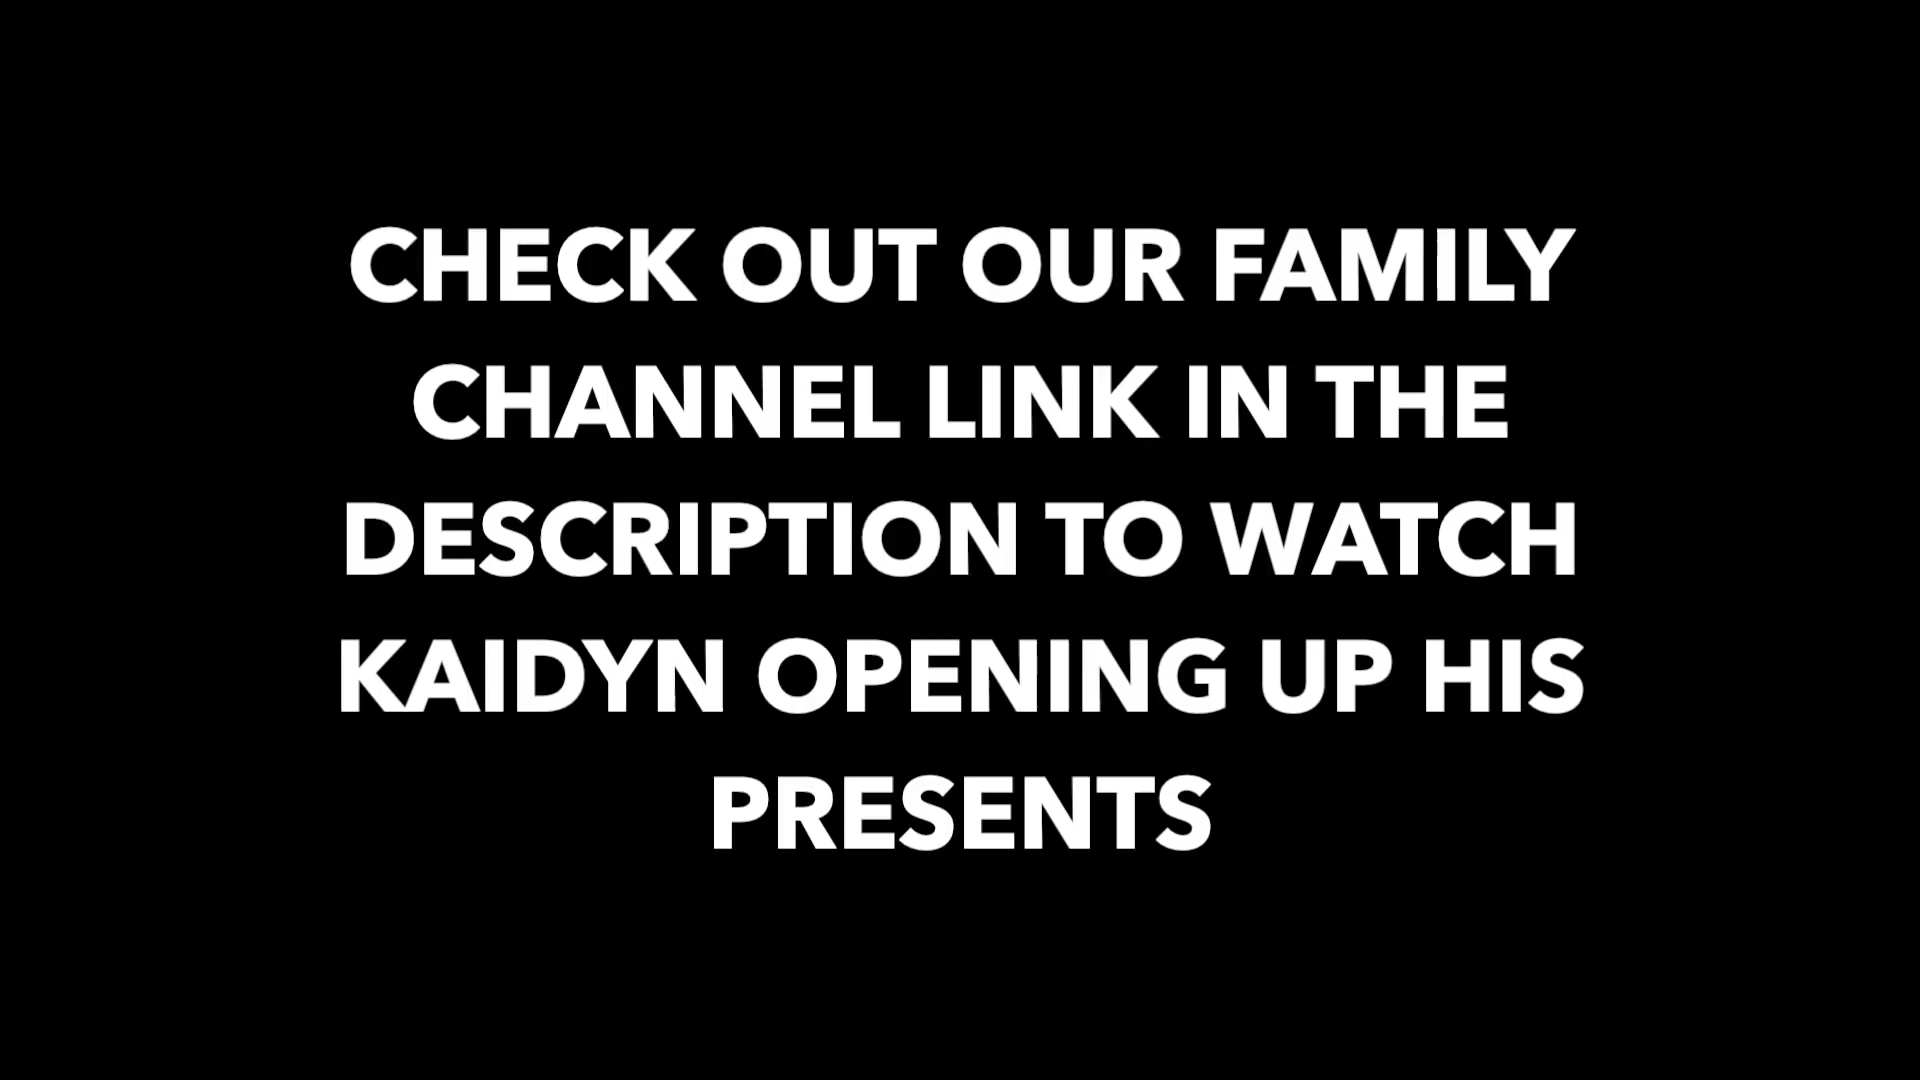 CHECK OUT OUR FAMILY
CHANNEL LINK IN THE
DESCRIPTION TO WATCH
KAIDYN OPENING UP HIS
PRESENTS